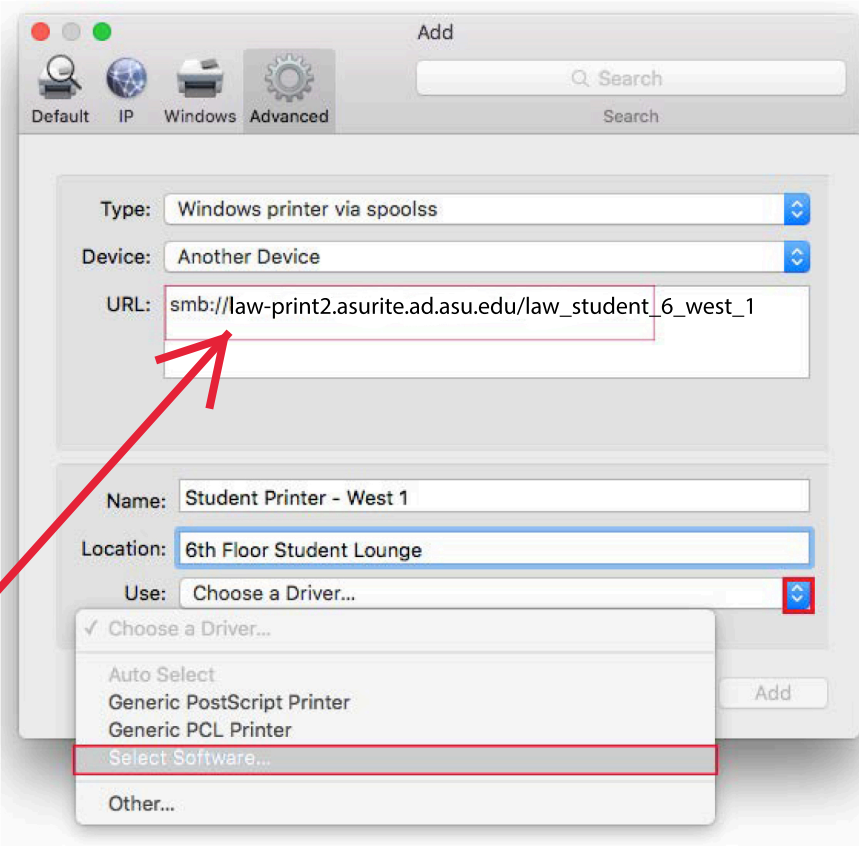 Add
Search
Default IP Windows Advanced Search
Type: Windows printer via spoolss
Device: Another Device
URL: smb://law-print2.asurite.ad.asu.edu/law_student_6_west_1
Name: Student Printer - West 1
Location: 6th Floor Student Lounge
Use: Choose a Driver...
✓ Choose a Driver...
Auto Select
Generic PostScript Printer
Add
Generic PCL Printer
Select Software...
Other...